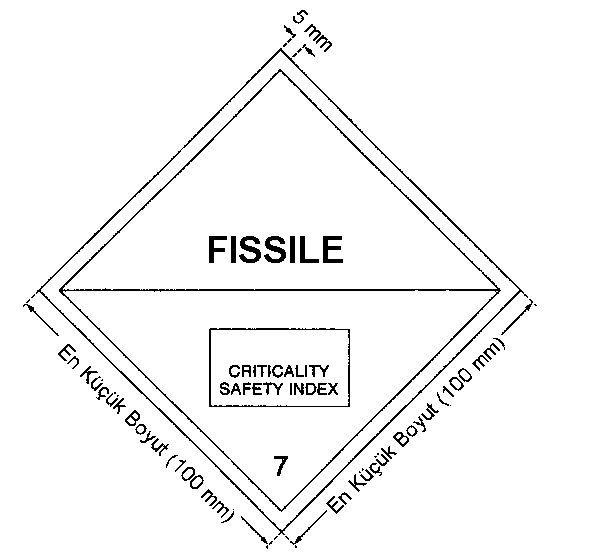 5 mm
FISSILE
CRITICALITY
SAFETY INDEX
7
En Küçük Boyut (100 mm)
En Küçük Boyut (100 mm)